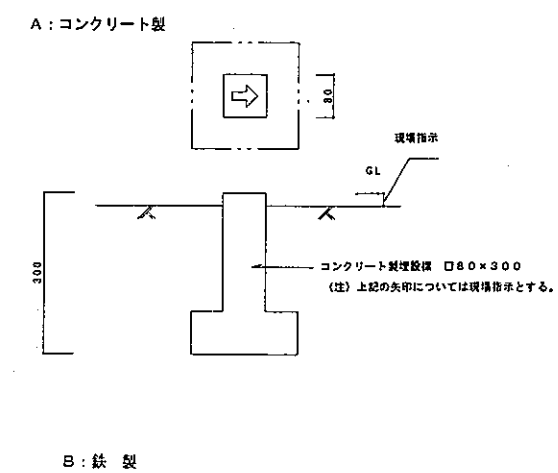 A：コンクリート製
80
現場指示
GL
300
コンクリート製埋設標 □80×300
(注) 上記の矢印については現場指示とする。
B：鉄 製